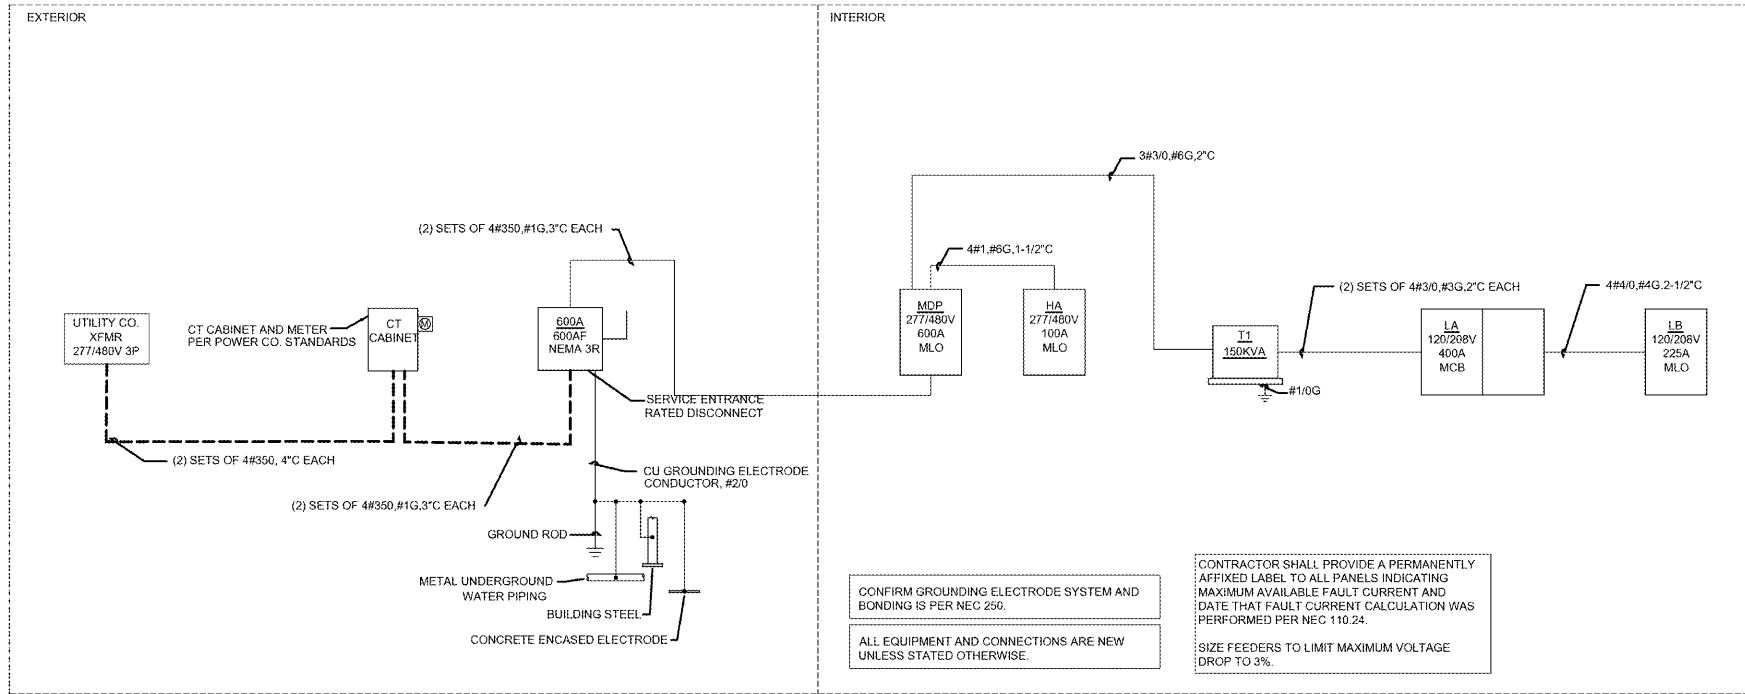 EXTERIOR
INTERIOR
3#3/0,#6G,2"C
(2) SETS OF 4#350,#1G,3"C EACH
4#1,#6G,1-1/2"C
UTILITY CO.
XFMR
277/480V 3P
CT CABINET AND METER
PER POWER CO. STANDARDS
CT
CABINET
M
600A
600AF
NEMA 3R
SERVICE ENTRANCE
RATED DISCONNECT
MDP
277/480V
600A
MLO
HA
277/480V
100A
MLO
T1
150KVA
#1/0G
(2) SETS OF 4#3/0,#3G,2"C EACH
LA
120/208V
400A
MCB
4#4/0,#4G,2-1/2"C
LB
120/208V
225A
MLO
(2) SETS OF 4#350, 4"C EACH
(2) SETS OF 4#350,#1G,3"C EACH
CU GROUNDING ELECTRODE
CONDUCTOR, #2/0
GROUND ROD
METAL UNDERGROUND
WATER PIPING
BUILDING STEEL
CONCRETE ENCASED ELECTRODE
CONFIRM GROUNDING ELECTRODE SYSTEM AND
BONDING IS PER NEC 250.
ALL EQUIPMENT AND CONNECTIONS ARE NEW
UNLESS STATED OTHERWISE.
CONTRACTOR SHALL PROVIDE A PERMANENTLY
AFFIXED LABEL TO ALL PANELS INDICATING
MAXIMUM AVAILABLE FAULT CURRENT AND
DATE THAT FAULT CURRENT CALCULATION WAS
PERFORMED PER NEC 110.24.
SIZE FEEDERS TO LIMIT MAXIMUM VOLTAGE
DROP TO 3%.